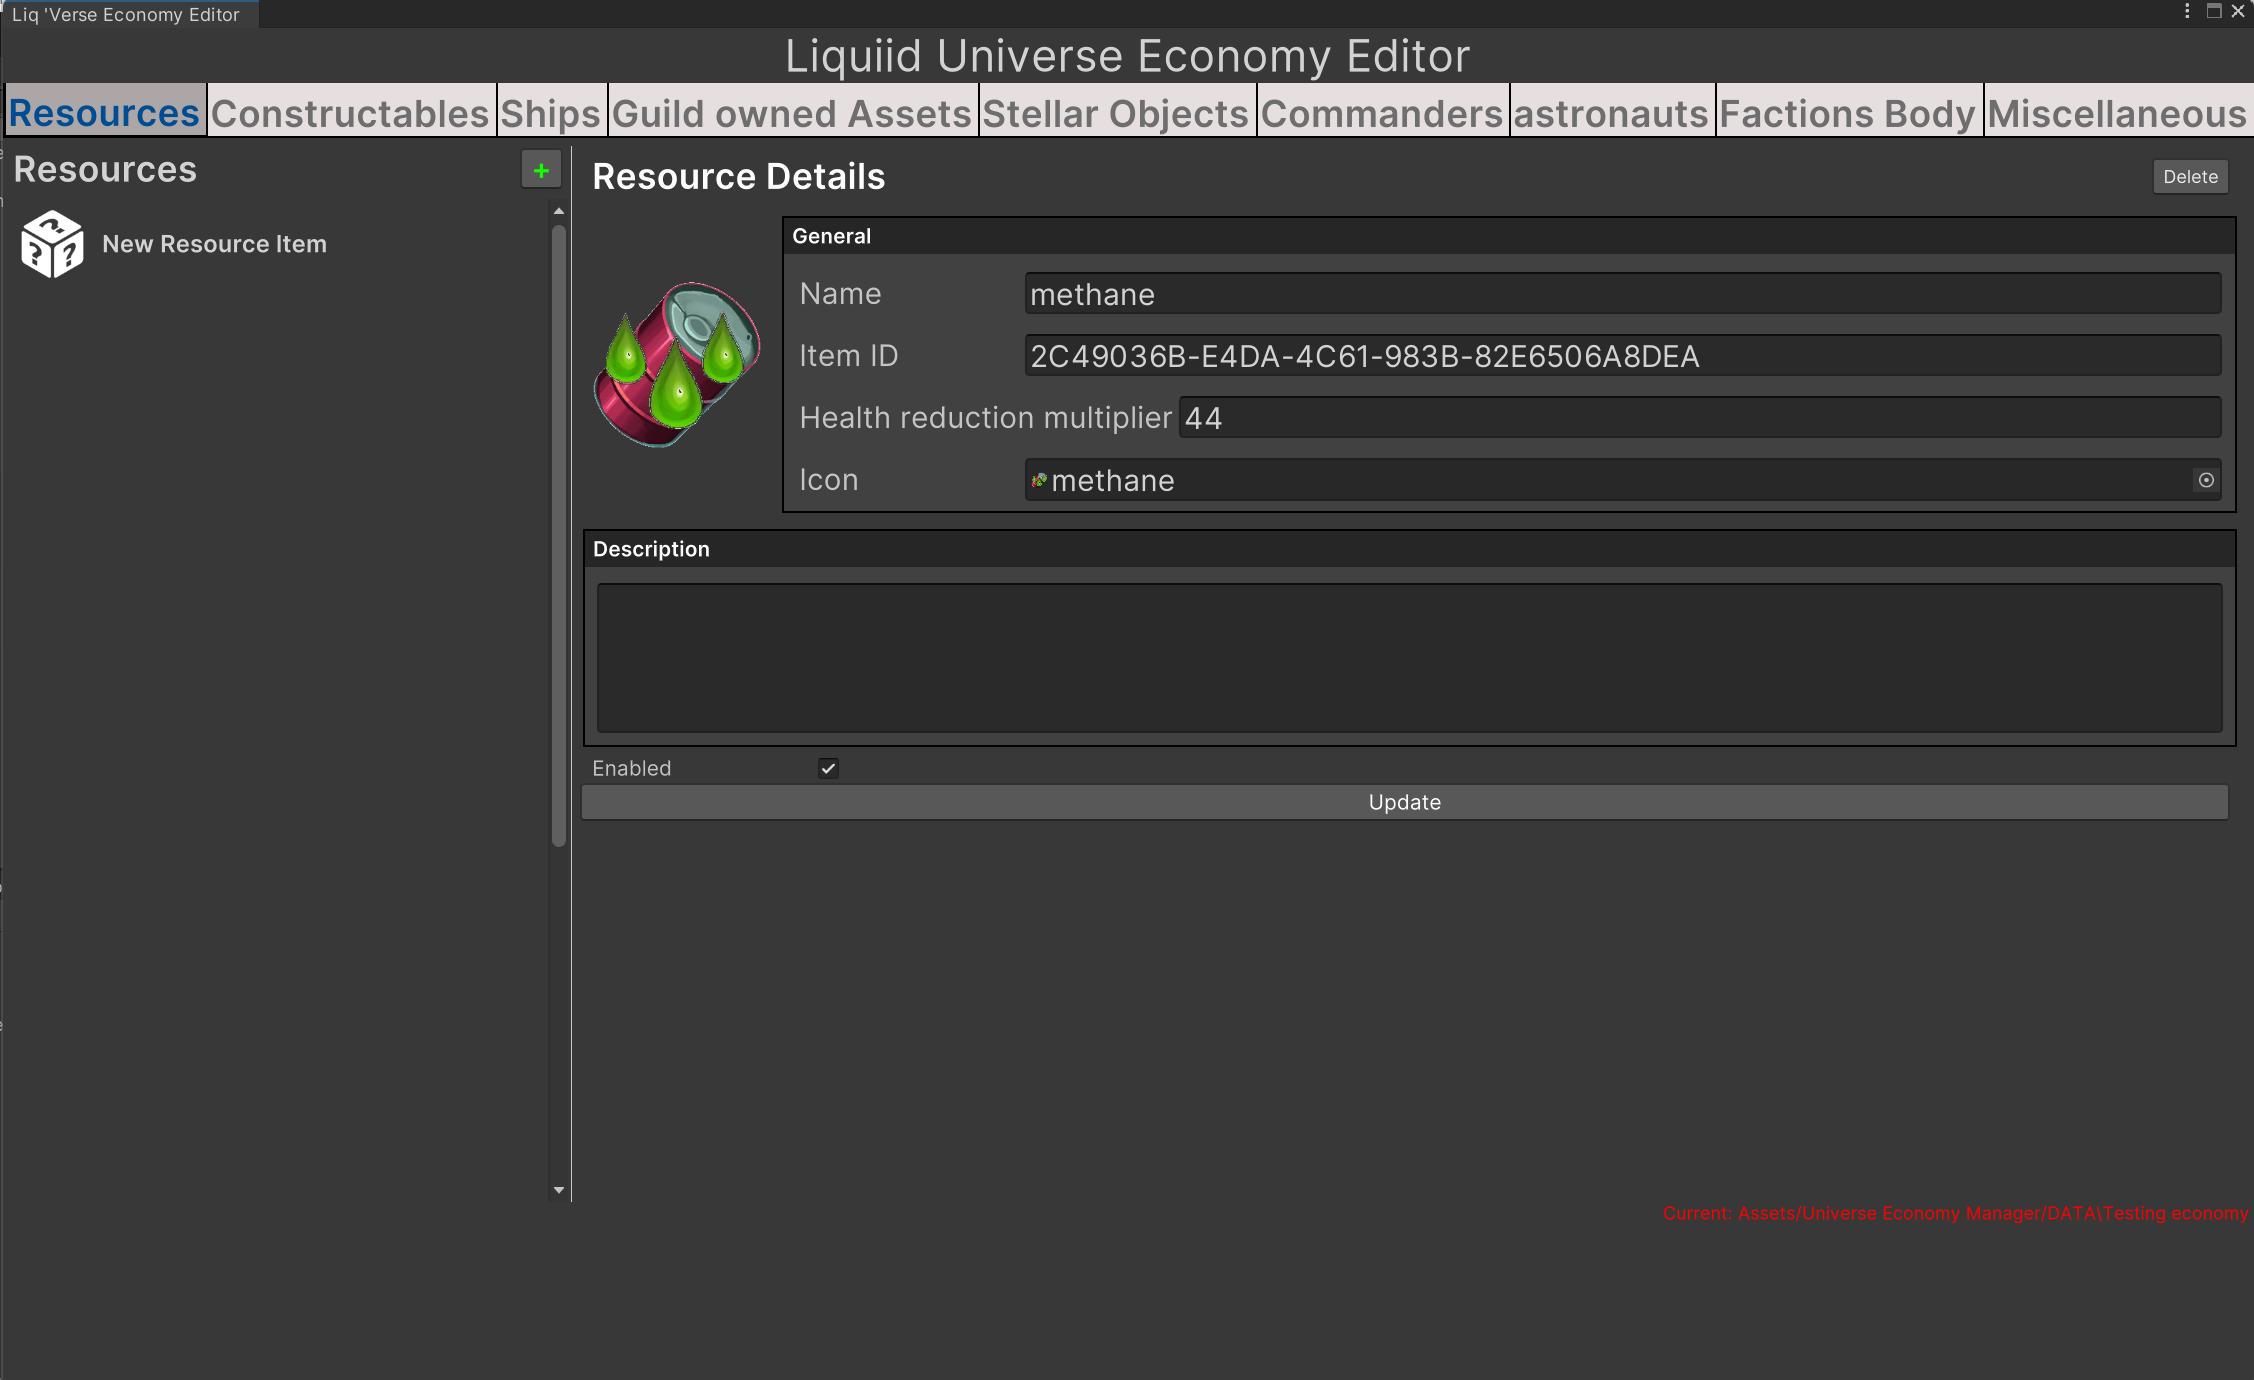 Liq 'Verse Economy Editor
Liquiid Universe Economy Editor
Resources Constructables Ships Guild owned Assets Stellar Objects Commanders astronauts Factions Body Miscellaneous
Resources +
New Resource Item
Resource Details
Delete
General
Name methane
Item ID 2C49036B-E4DA-4C61-983B-82E6506A8DEA
Health reduction multiplier 44
Icon methane
Description
Enabled
Update
Current: Assets/Universe Economy Manager/DATA\Testing economy